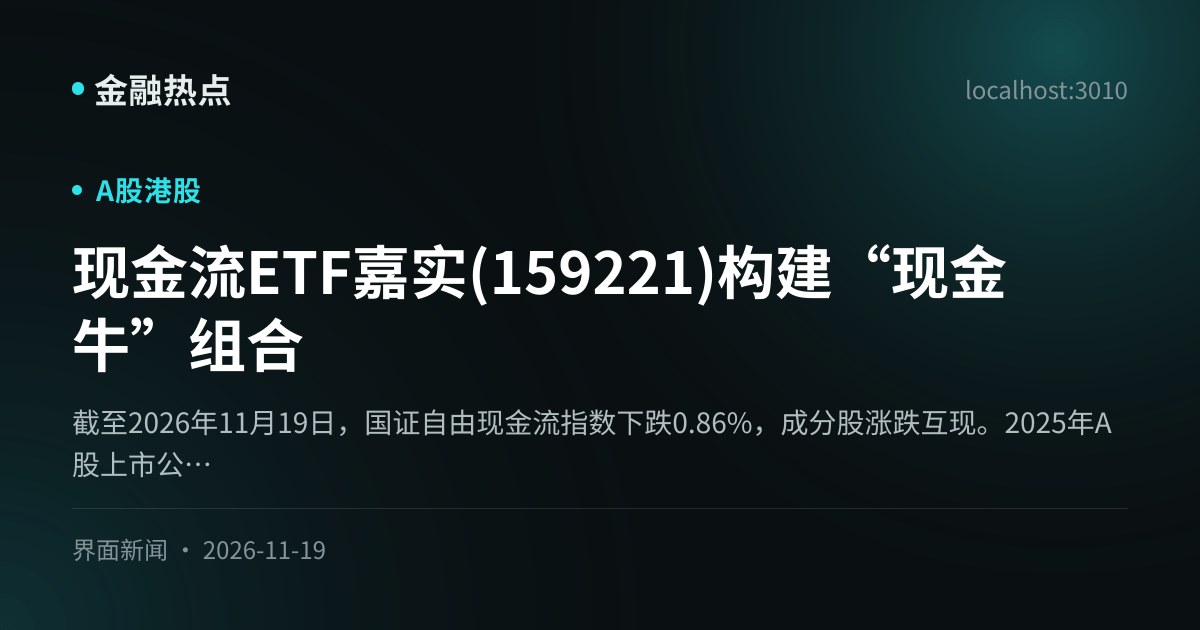 金融热点
localhost:3010
A股港股
现金流ETF嘉实(159221)构建“现金
牛”组合
截至2026年11月19日，国证自由现金流指数下跌0.86%，成分股涨跌互现。2025年A
股上市公…
界面新闻 · 2026-11-19